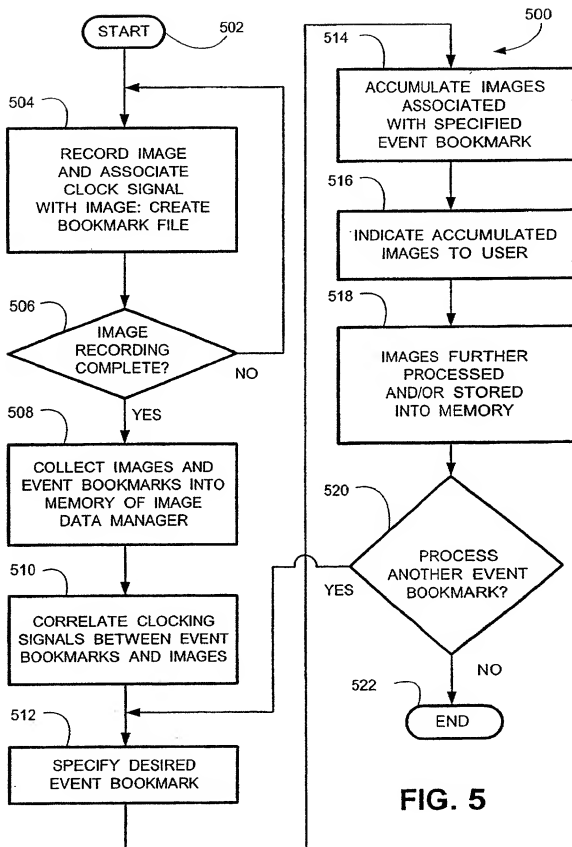 START
502
504
RECORD IMAGE
AND ASSOCIATE
CLOCK SIGNAL
WITH IMAGE: CREATE
BOOKMARK FILE
506
IMAGE
RECORDING
COMPLETE?
NO
YES
508
COLLECT IMAGES AND
EVENT BOOKMARKS INTO
MEMORY OF IMAGE
DATA MANAGER
510
CORRELATE CLOCKING
SIGNALS BETWEEN EVENT
BOOKMARKS AND IMAGES
512
SPECIFY DESIRED
EVENT BOOKMARK
500
514
ACCUMULATE IMAGES
ASSOCIATED
WITH SPECIFIED
EVENT BOOKMARK
516
INDICATE ACCUMULATED
IMAGES TO USER
518
IMAGES FURTHER
PROCESSED
AND/OR STORED
INTO MEMORY
520
PROCESS
ANOTHER EVENT
BOOKMARK?
YES
NO
522
END
FIG. 5